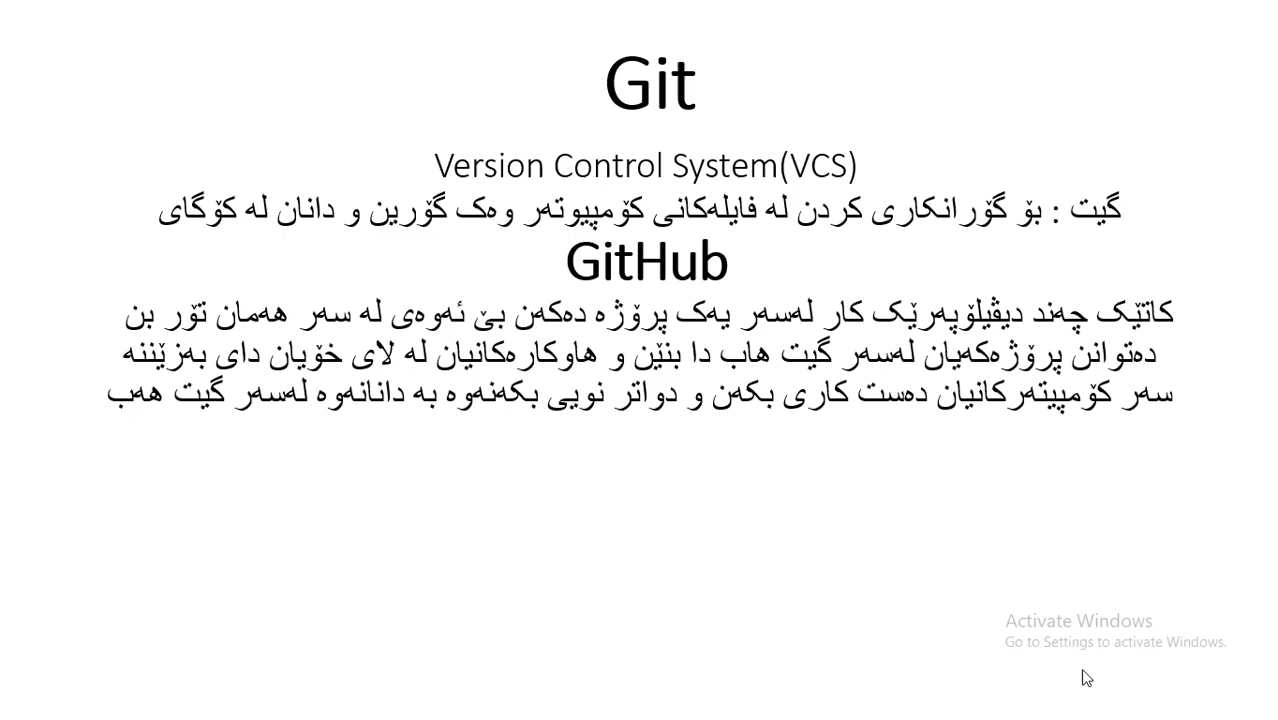 Git
Version Control System(VCS)
گیت : بۆ گۆرانکاری کردن لە فایلەکانی کۆمپیوتەر وەک گۆرین و دانان لە کۆگای
GitHub
کاتێک چەند دیڤیلۆپەرێک کار لەسەر یەک پرۆژە دەکەن بێ ئەوەی لە سەر هەمان تۆر بن
دەتوانن پرۆژەکەیان لەسەر گیت هاب دا بنێن و هاوکارەکانیان لە لای خۆیان دای بەزێننە
سەر کۆمپیتەرکانیان دەست کاری بکەن و دواتر نویی بکەنەوە بە دانانەوە لەسەر گیت هەب
Activate Windows
Go to Settings to activate Windows.